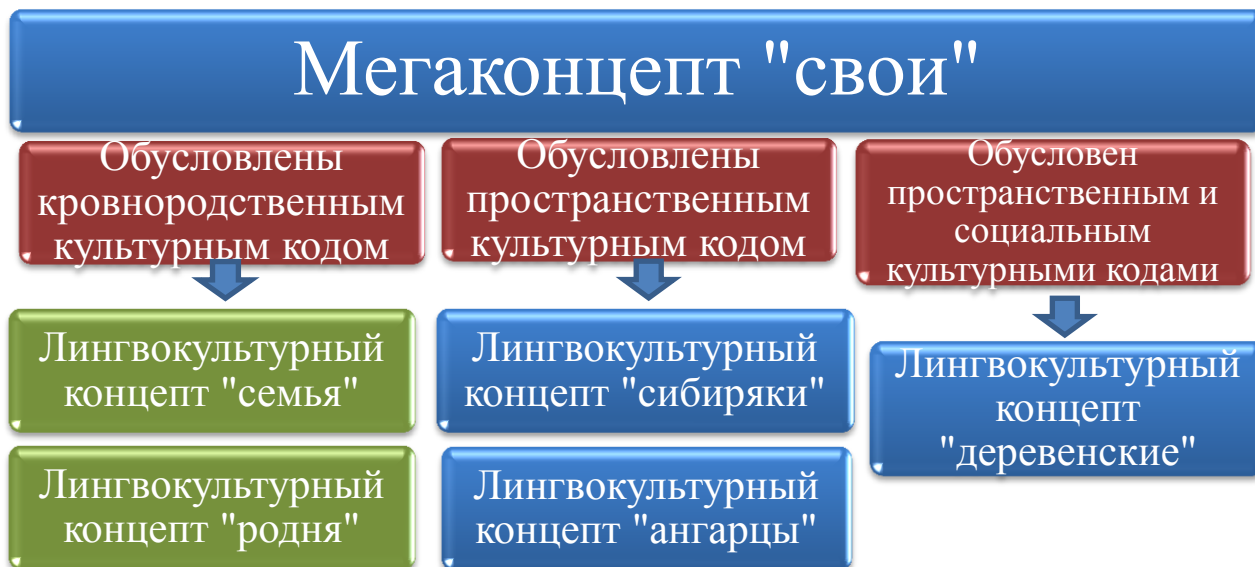 Мегаконцепт "свои"
Обусловлены
кровнородственным
культурным кодом
Обусловлены
пространственным
культурным кодом
Обусловен
пространственным и
социальным
культурными кодами
Лингвокультурный
концепт "семья"
Лингвокультурный
концепт "сибиряки"
Лингвокультурный
концепт
"деревенские"
Лингвокультурный
концепт "родня"
Лингвокультурный
концепт "ангарцы"